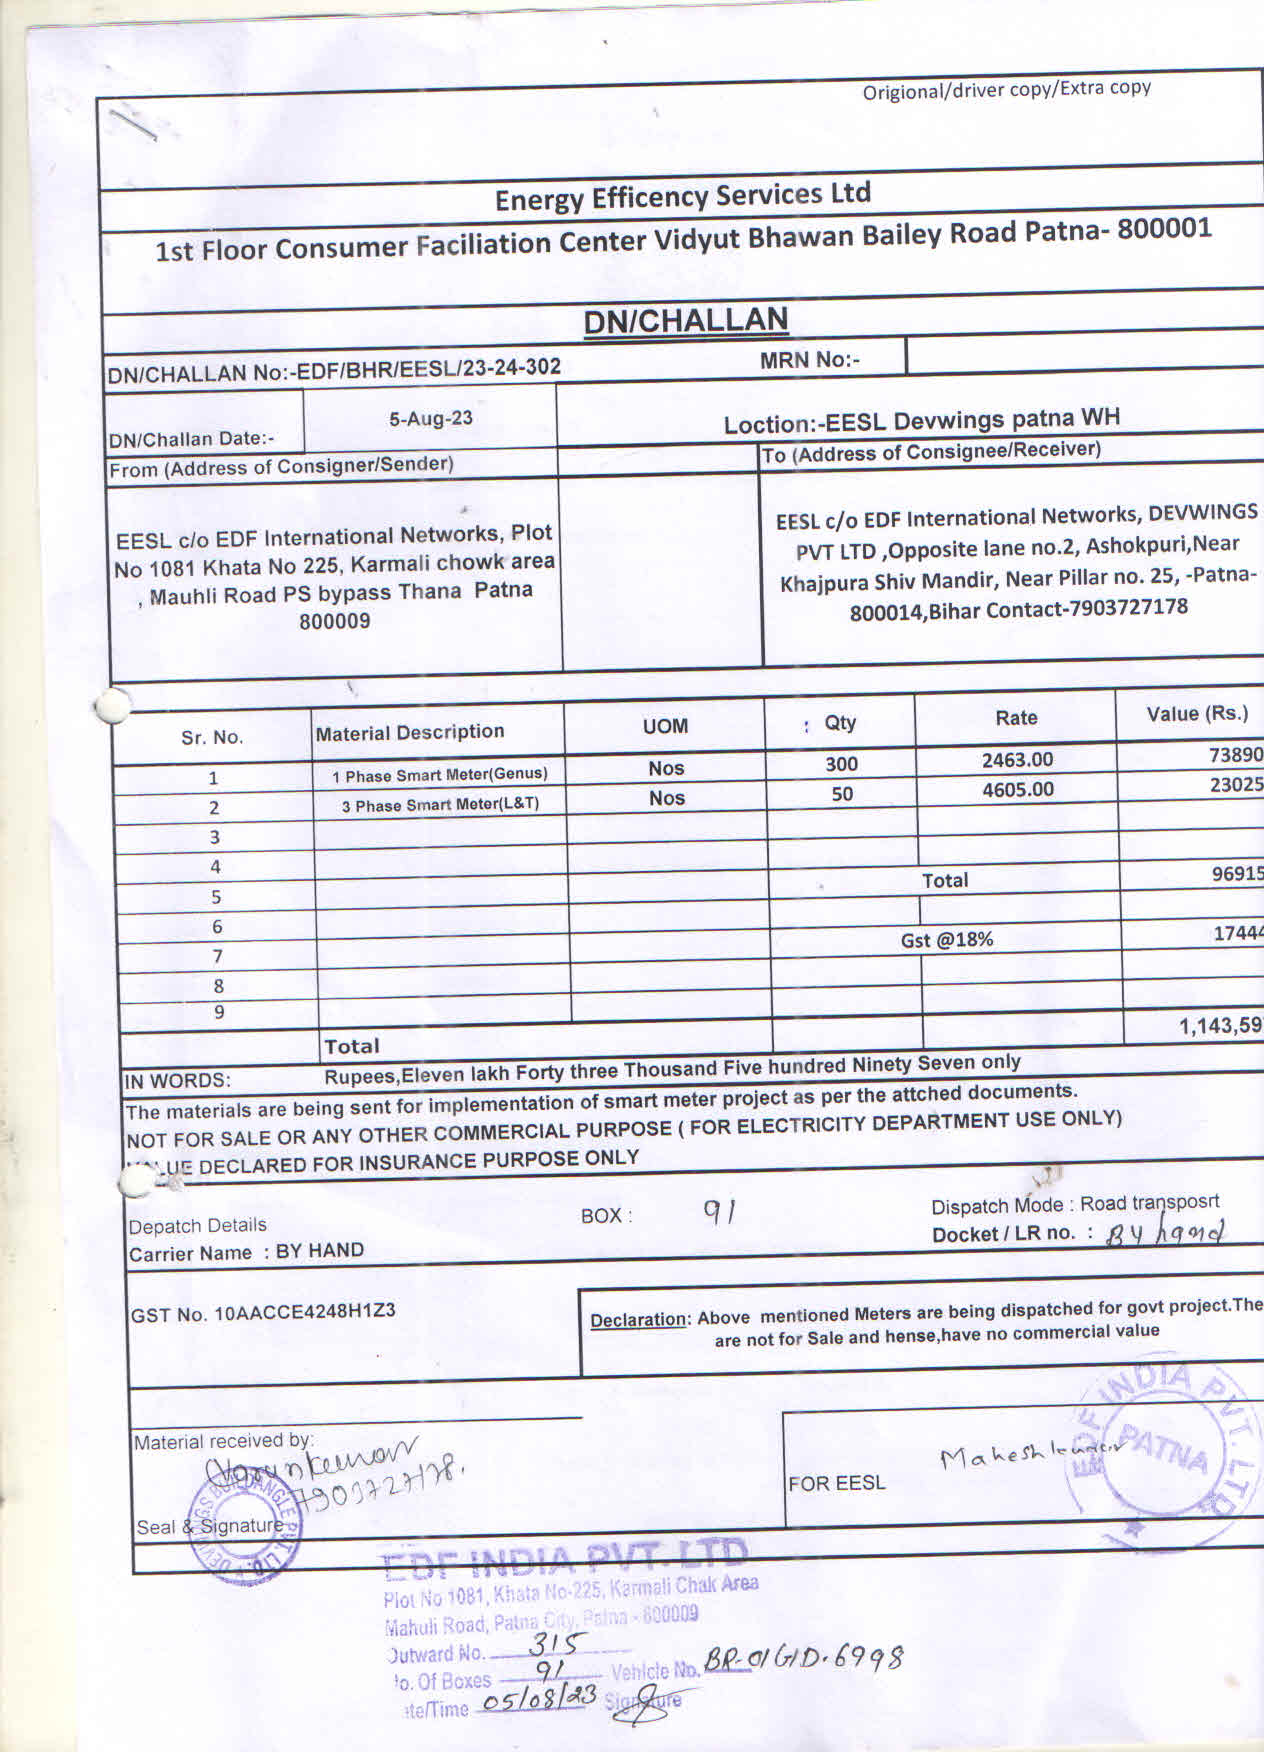 Origional/driver copy/Extra copy
Energy Efficency Services Ltd
1st Floor Consumer Faciliation Center Vidyut Bhawan Bailey Road Patna- 800001
DN/CHALLAN
DN/CHALLAN No:-EDF/BHR/EESL/23-24-302 MRN No:-
DN/Challan Date:- 5-Aug-23 Loction:-EESL Devwings patna WH
From (Address of Consigner/Sender) To (Address of Consignee/Receiver)
EESL c/o EDF International Networks, Plot
No 1081 Khata No 225, Karmali chowk area
, Mauhli Road PS bypass Thana Patna
800009
EESL c/o EDF International Networks, DEVWINGS
PVT LTD ,Opposite lane no.2, Ashokpuri,Near
Khajpura Shiv Mandir, Near Pillar no. 25, -Patna-
800014,Bihar Contact-7903727178
Sr. No. Material Description UOM : Qty Rate Value (Rs.)
1 1 Phase Smart Meter(Genus) Nos 300 2463.00 73890
2 3 Phase Smart Meter(L&T) Nos 50 4605.00 23025
3
4
5 Total 96915
6
7 Gst @18% 17444
8
9
Total 1,143,59
IN WORDS: Rupees,Eleven lakh Forty three Thousand Five hundred Ninety Seven only
The materials are being sent for implementation of smart meter project as per the attched documents.
NOT FOR SALE OR ANY OTHER COMMERCIAL PURPOSE ( FOR ELECTRICITY DEPARTMENT USE ONLY)
VALUE DECLARED FOR INSURANCE PURPOSE ONLY
Depatch Details BOX : 91 Dispatch Mode : Road transposrt
Carrier Name : BY HAND Docket / LR no. : By hand
GST No. 10AACCE4248H1Z3
Declaration: Above mentioned Meters are being dispatched for govt project.The
are not for Sale and hense,have no commercial value
Material received by:
7903727178.
Seal & Signature
DEVWINGS BUILDANGLE PVT. LTD.
Mahesh kumar
FOR EESL
EDF INDIA PVT. LTD
PATNA
EDF INDIA PVT. LTD
Plot No 1081, Khata No-225, Karmali Chak Area
Mahuli Road, Patna City, Patna - 800009
Outward No. 315
No. Of Boxes 91 Vehicle No. BR-01GD.6998
te/Time 05/08/23 Signature